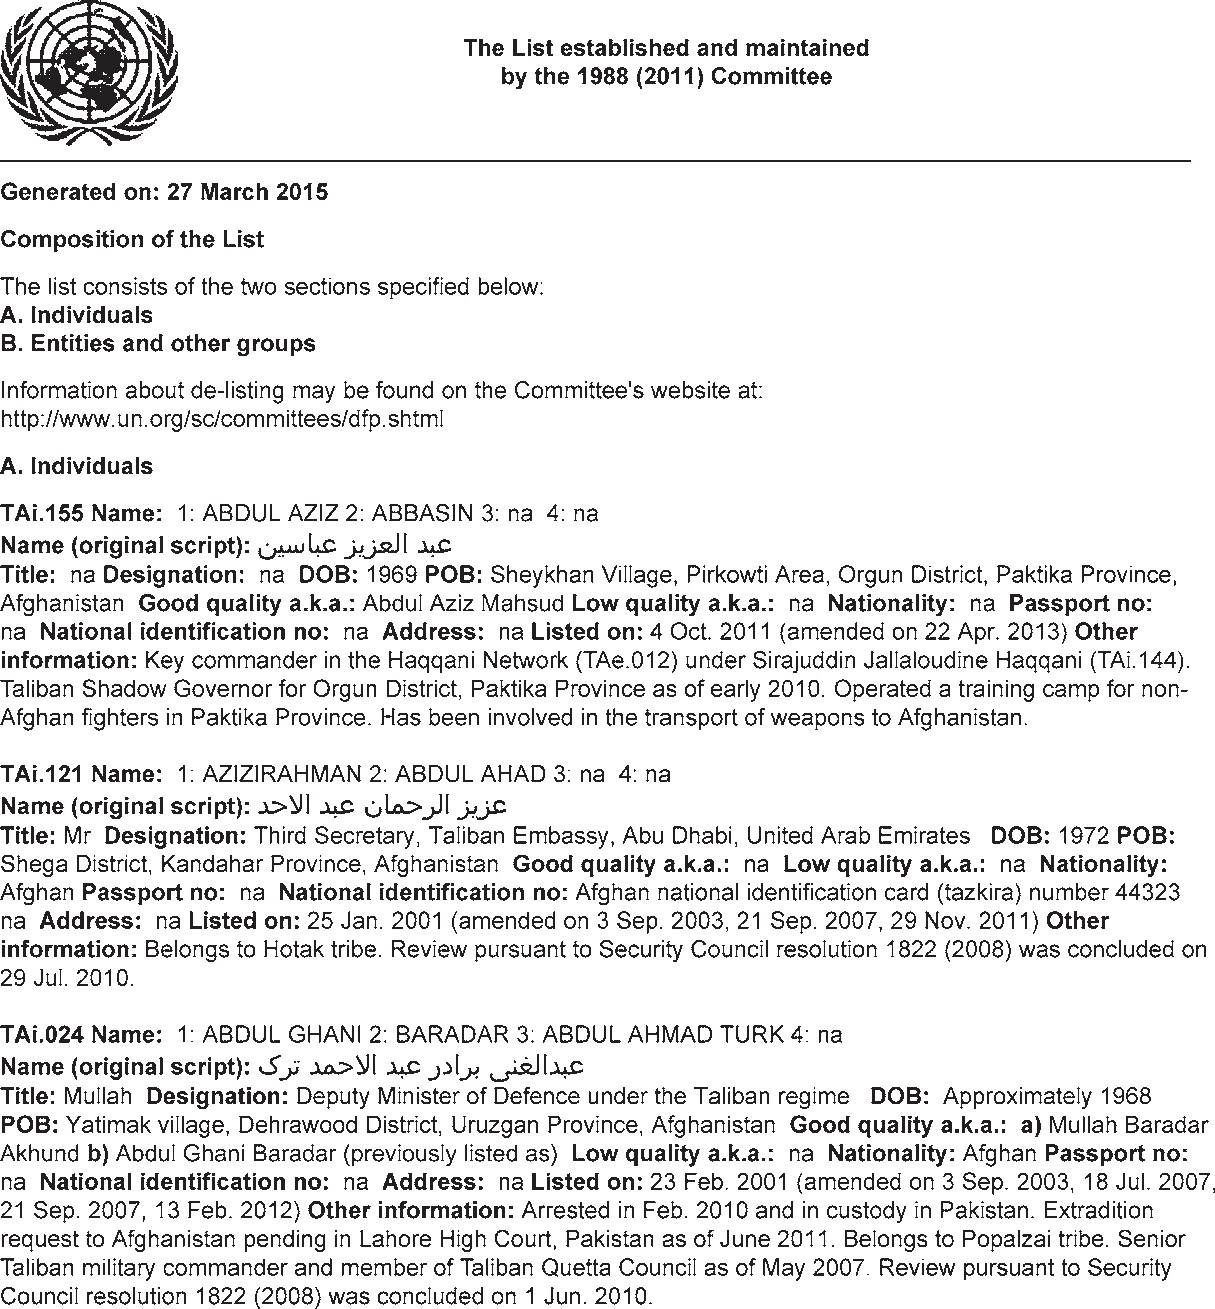 The List established and maintained
by the 1988 (2011) Committee
Generated on: 27 March 2015
Composition of the List
The list consists of the two sections specified below:
A. Individuals
B. Entities and other groups
Information about de-listing may be found on the Committee's website at:
http://www.un.org/sc/committees/dfp.shtml
A. Individuals
TAi.155 Name: 1: ABDUL AZIZ 2: ABBASIN 3: na 4: na
Name (original script): عبد العزيز عباسین
Title: na Designation: na DOB: 1969 POB: Sheykhan Village, Pirkowti Area, Orgun District, Paktika Province,
Afghanistan Good quality a.k.a.: Abdul Aziz Mahsud Low quality a.k.a.: na Nationality: na Passport no:
na National identification no: na Address: na Listed on: 4 Oct. 2011 (amended on 22 Apr. 2013) Other
information: Key commander in the Haqqani Network (TAe.012) under Sirajuddin Jallaloudine Haqqani (TAi.144).
Taliban Shadow Governor for Orgun District, Paktika Province as of early 2010. Operated a training camp for non-
Afghan fighters in Paktika Province. Has been involved in the transport of weapons to Afghanistan.
TAi.121 Name: 1: AZIZIRAHMAN 2: ABDUL AHAD 3: na 4: na
Name (original script): عزیز الرحمان عبد الاحد
Title: Mr Designation: Third Secretary, Taliban Embassy, Abu Dhabi, United Arab Emirates DOB: 1972 POB:
Shega District, Kandahar Province, Afghanistan Good quality a.k.a.: na Low quality a.k.a.: na Nationality:
Afghan Passport no: na National identification no: Afghan national identification card (tazkira) number 44323
na Address: na Listed on: 25 Jan. 2001 (amended on 3 Sep. 2003, 21 Sep. 2007, 29 Nov. 2011) Other
information: Belongs to Hotak tribe. Review pursuant to Security Council resolution 1822 (2008) was concluded on
29 Jul. 2010.
TAi.024 Name: 1: ABDUL GHANI 2: BARADAR 3: ABDUL AHMAD TURK 4: na
Name (original script): عبدالغنی برادر عبد الاحمد ترک
Title: Mullah Designation: Deputy Minister of Defence under the Taliban regime DOB: Approximately 1968
POB: Yatimak village, Dehrawood District, Uruzgan Province, Afghanistan Good quality a.k.a.: a) Mullah Baradar
Akhund b) Abdul Ghani Baradar (previously listed as) Low quality a.k.a.: na Nationality: Afghan Passport no:
na National identification no: na Address: na Listed on: 23 Feb. 2001 (amended on 3 Sep. 2003, 18 Jul. 2007,
21 Sep. 2007, 13 Feb. 2012) Other information: Arrested in Feb. 2010 and in custody in Pakistan. Extradition
request to Afghanistan pending in Lahore High Court, Pakistan as of June 2011. Belongs to Popalzai tribe. Senior
Taliban military commander and member of Taliban Quetta Council as of May 2007. Review pursuant to Security
Council resolution 1822 (2008) was concluded on 1 Jun. 2010.